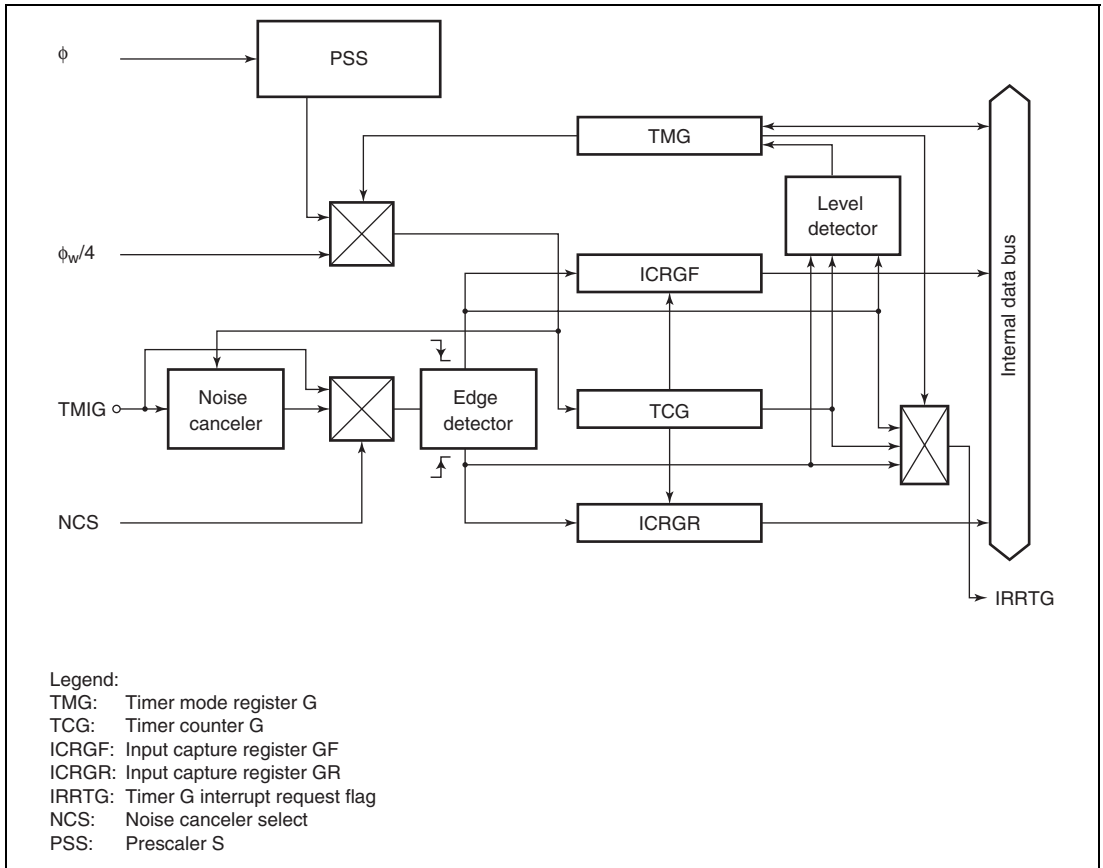 ϕ
PSS
TMG
Level
detector
ϕw/4
ICRGF
Internal data bus
TMIG
Noise
canceler
Edge
detector
TCG
NCS
ICRGR
IRRTG
Legend:
TMG: Timer mode register G
TCG: Timer counter G
ICRGF: Input capture register GF
ICRGR: Input capture register GR
IRRTG: Timer G interrupt request flag
NCS: Noise canceler select
PSS: Prescaler S